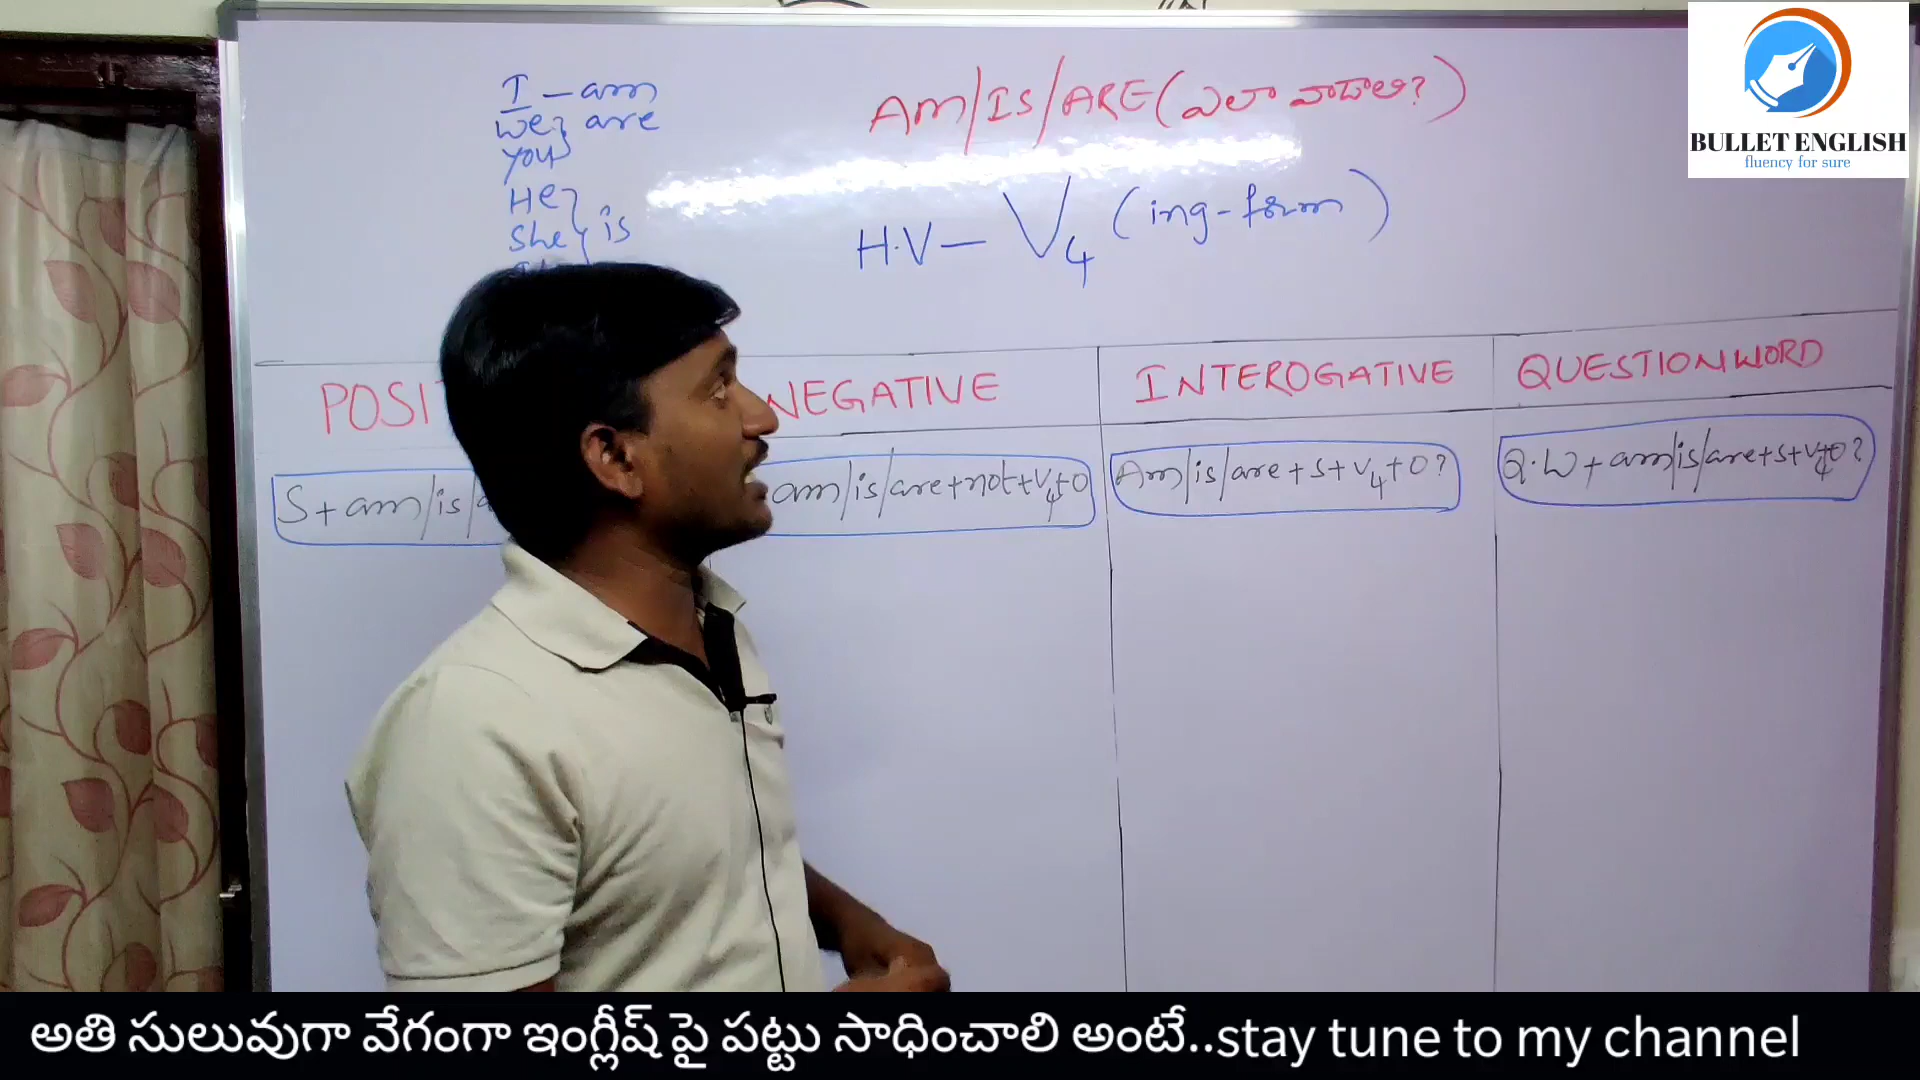 I - am
We } are
You
He }
She } is
AM/IS/ARE (ఎలా వాడాలి?)
H.V - V4 (ing-form)
BULLET ENGLISH
fluency for sure
POSIT NEGATIVE INTEROGATIVE QUESTIONWORD
S+am/is/ am/is/are+not+V4+O Am/is/are+S+V4+O? Q.W+am/is/are+S+V4+O?
అతి సులువుగా వేగంగా ఇంగ్లీష్ పై పట్టు సాధించాలి అంటే..stay tune to my channel